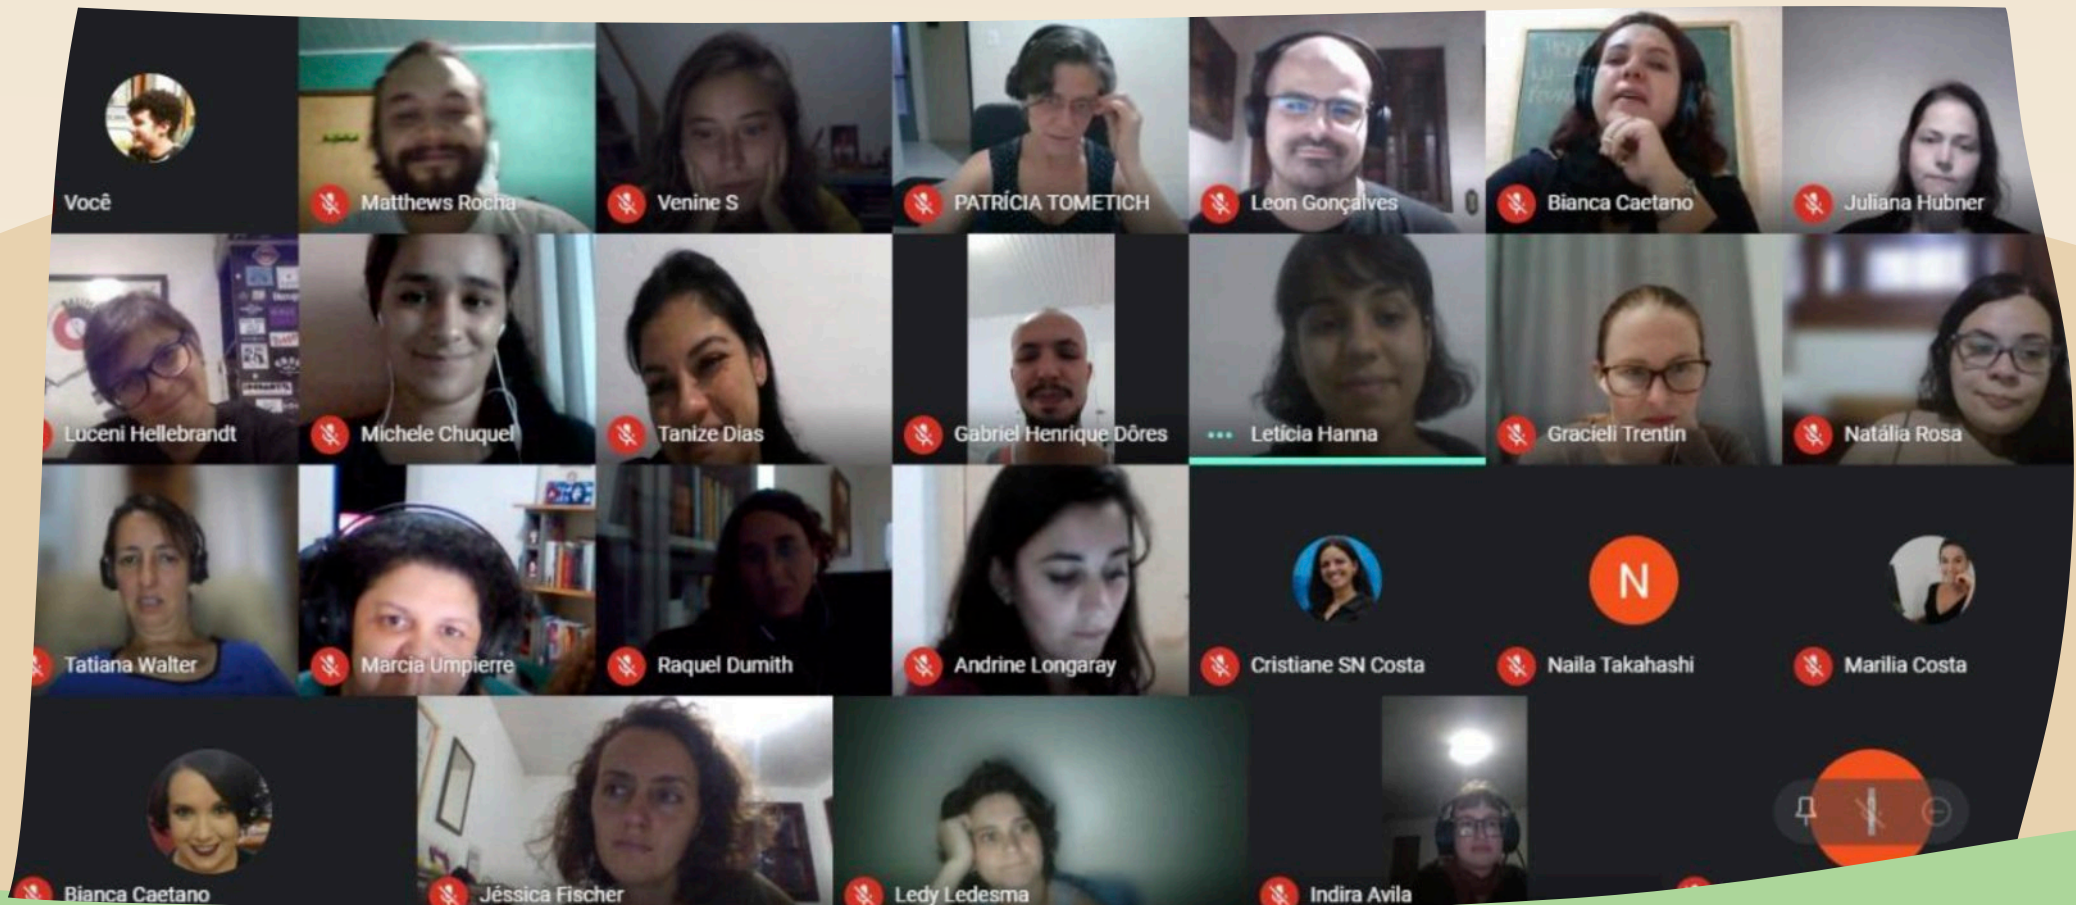 Você
Matthews Rocha
Venine S
PATRÍCIA TOMETICH
Leon Gonçalves
Bianca Caetano
Juliana Hubner
Luceni Hellebrandt
Michele Chuquel
Tanize Dias
Gabriel Henrique Dôres
Letícia Hanna
Gracieli Trentin
Natália Rosa
Tatiana Walter
Marcia Umpierre
Raquel Dumith
Andrine Longaray
Cristiane SN Costa
N
Naila Takahashi
Marilia Costa
Bianca Caetano
Jéssica Fischer
Ledy Ledesma
Indira Avila